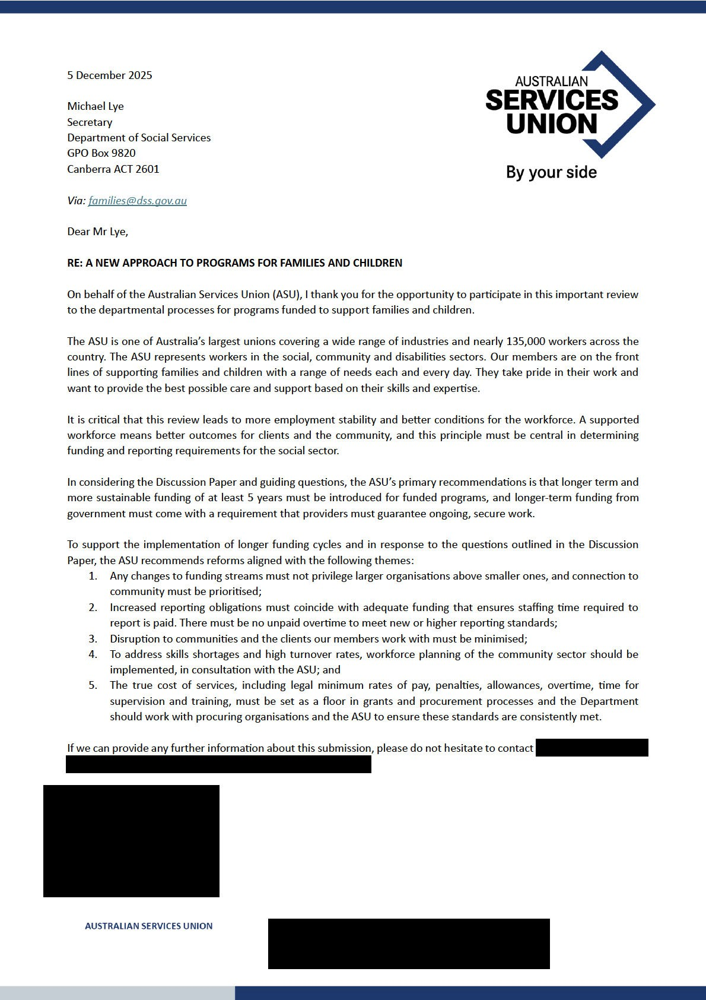 5 December 2025
AUSTRALIAN
SERVICES
UNION
By your side
Michael Lye
Secretary
Department of Social Services
GPO Box 9820
Canberra ACT 2601
Via: families@dss.gov.au
Dear Mr Lye,
RE: A NEW APPROACH TO PROGRAMS FOR FAMILIES AND CHILDREN
On behalf of the Australian Services Union (ASU), I thank you for the opportunity to participate in this important review
to the departmental processes for programs funded to support families and children.
The ASU is one of Australia’s largest unions covering a wide range of industries and nearly 135,000 workers across the
country. The ASU represents workers in the social, community and disabilities sectors. Our members are on the front
lines of supporting families and children with a range of needs each and every day. They take pride in their work and
want to provide the best possible care and support based on their skills and expertise.
It is critical that this review leads to more employment stability and better conditions for the workforce. A supported
workforce means better outcomes for clients and the community, and this principle must be central in determining
funding and reporting requirements for the social sector.
In considering the Discussion Paper and guiding questions, the ASU’s primary recommendations is that longer term and
more sustainable funding of at least 5 years must be introduced for funded programs, and longer-term funding from
government must come with a requirement that providers must guarantee ongoing, secure work.
To support the implementation of longer funding cycles and in response to the questions outlined in the Discussion
Paper, the ASU recommends reforms aligned with the following themes:
1. Any changes to funding streams must not privilege larger organisations above smaller ones, and connection to
community must be prioritised;
2. Increased reporting obligations must coincide with adequate funding that ensures staffing time required to
report is paid. There must be no unpaid overtime to meet new or higher reporting standards;
3. Disruption to communities and the clients our members work with must be minimised;
4. To address skills shortages and high turnover rates, workforce planning of the community sector should be
implemented, in consultation with the ASU; and
5. The true cost of services, including legal minimum rates of pay, penalties, allowances, overtime, time for
supervision and training, must be set as a floor in grants and procurement processes and the Department
should work with procuring organisations and the ASU to ensure these standards are consistently met.
If we can provide any further information about this submission, please do not hesitate to contact
AUSTRALIAN SERVICES UNION